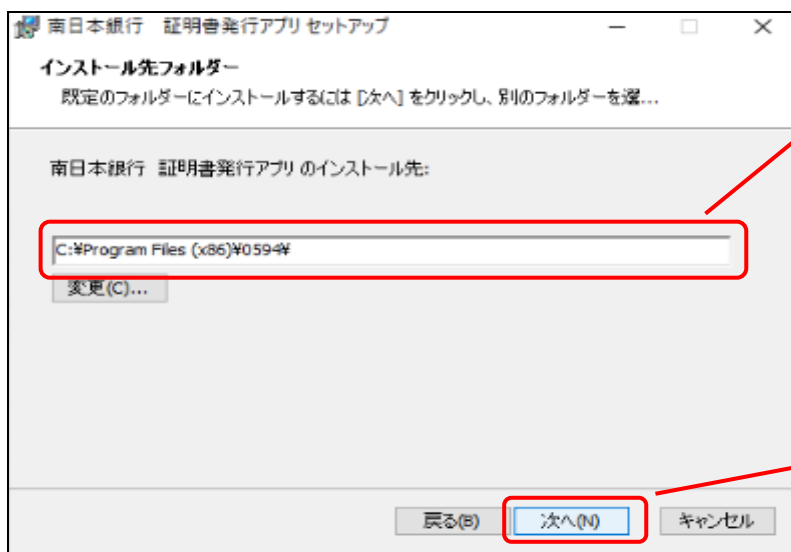 南日本銀行　証明書発行アプリ セットアップ
インストール先フォルダー
既定のフォルダーにインストールするには [次へ] をクリックし、別のフォルダーを選...
南日本銀行　証明書発行アプリ のインストール先:
C:¥Program Files (x86)¥0594¥
変更(C)...
戻る(B) 次へ(N) キャンセル